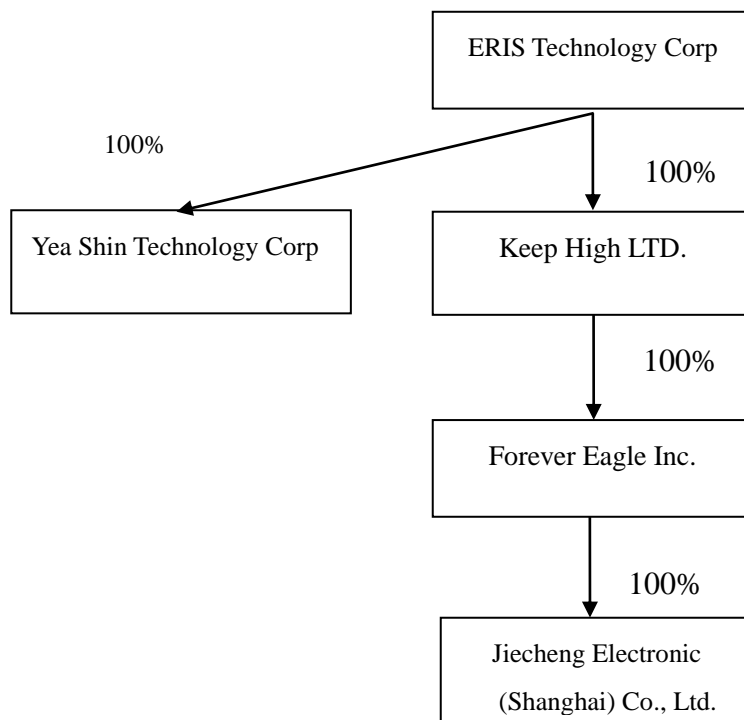 ERIS Technology Corp
100%
100%
Yea Shin Technology Corp
Keep High LTD.
100%
Forever Eagle Inc.
100%
Jiecheng Electronic
(Shanghai) Co., Ltd.